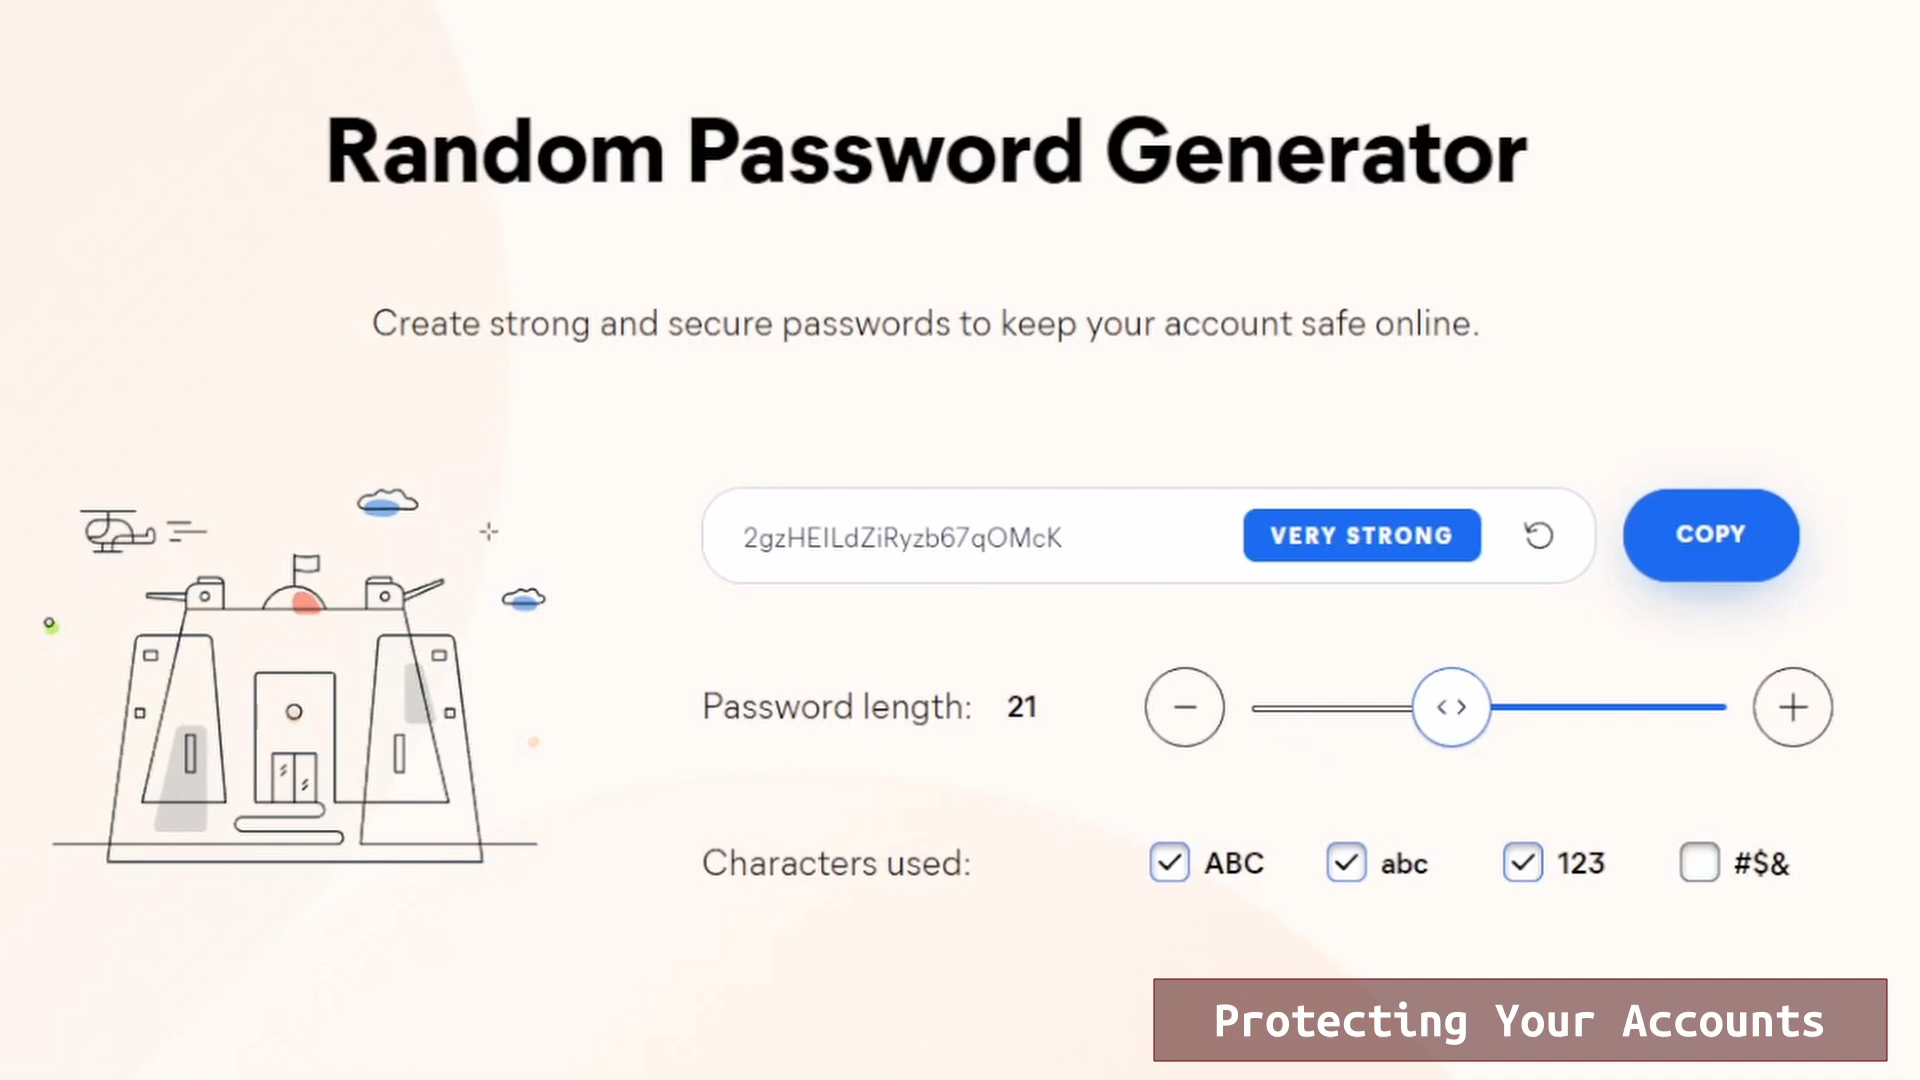 Random Password Generator
Create strong and secure passwords to keep your account safe online.
2gzHEILdZiRyzb67qOMcK VERY STRONG COPY
Password length: 21
Characters used: ABC abc 123 #$&
Protecting Your Accounts